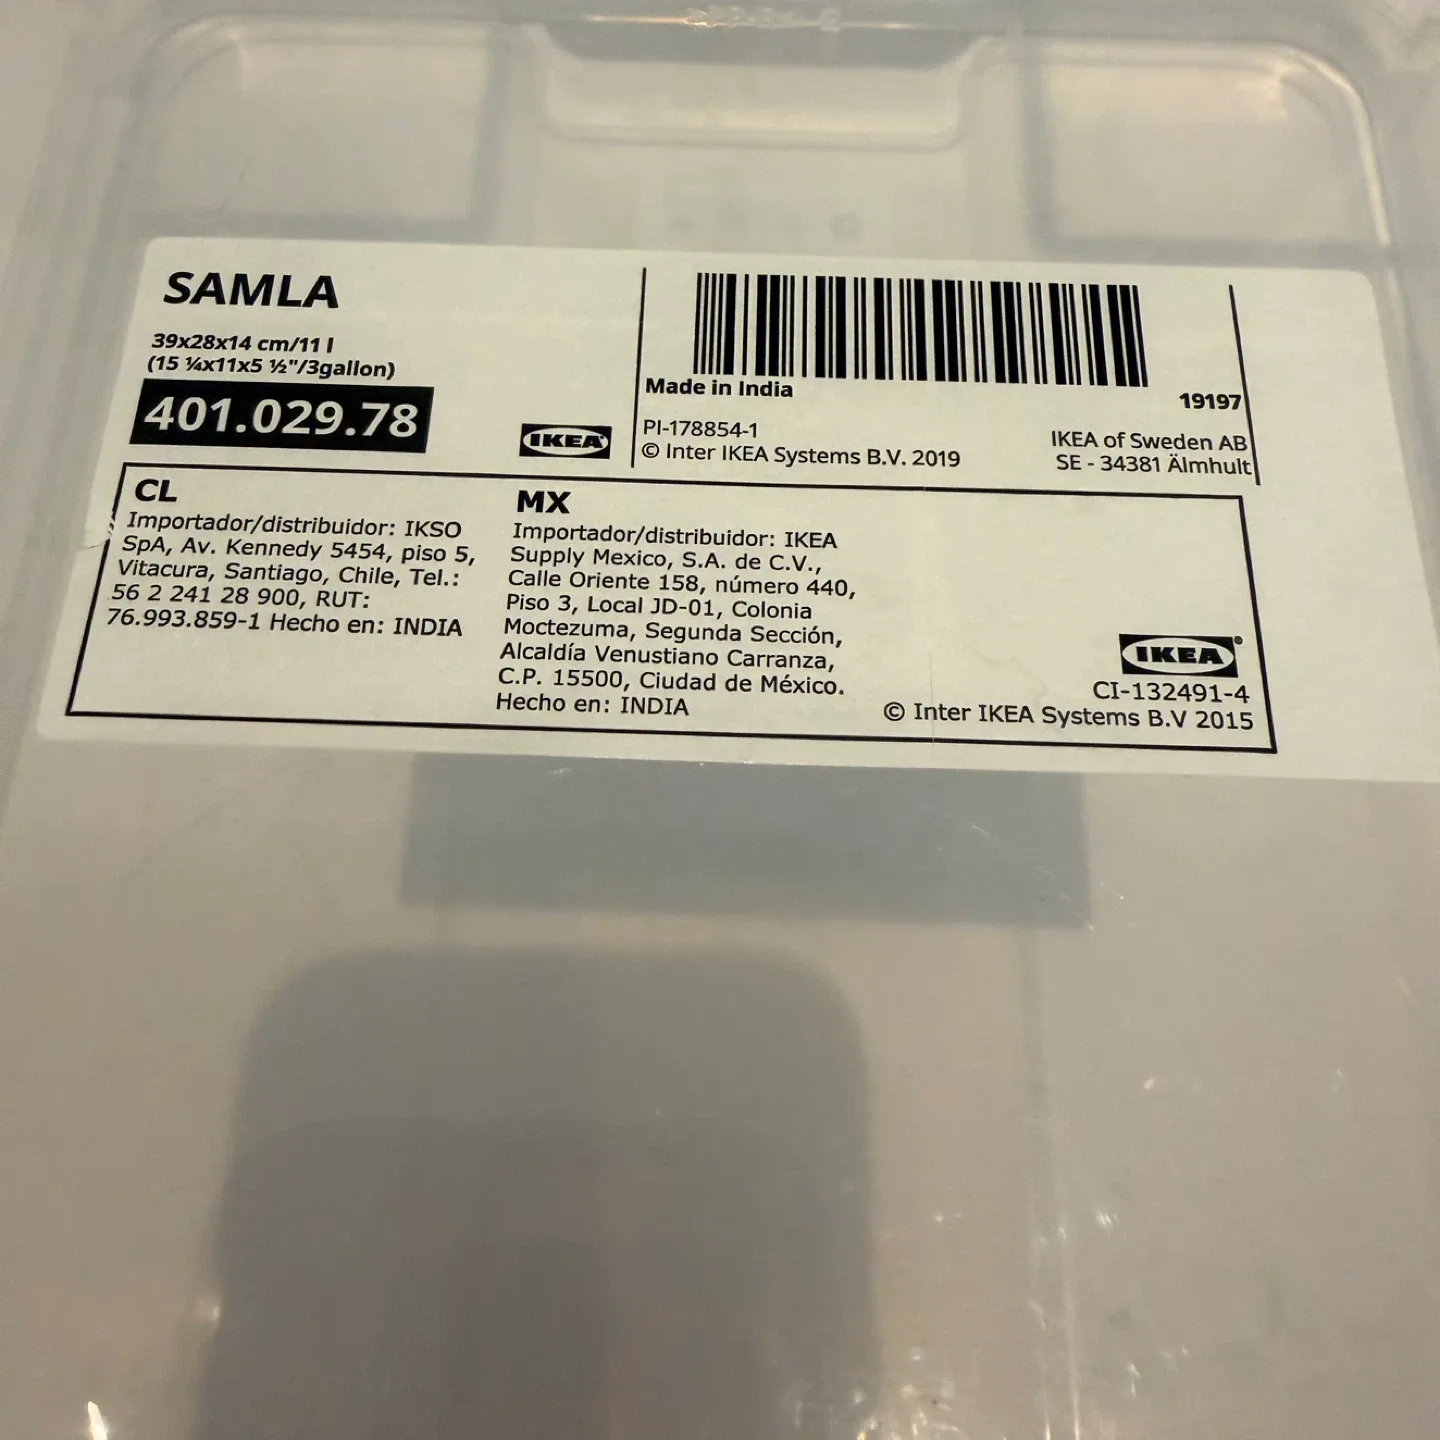 SAMLA
39x28x14 cm/11 l
(15 ¼x11x5 ½"/3gallon)
401.029.78
IKEA
Made in India
19197
PI-178854-1
© Inter IKEA Systems B.V. 2019
IKEA of Sweden AB
SE - 34381 Älmhult
CL
Importador/distribuidor: IKSO
SpA, Av. Kennedy 5454, piso 5,
Vitacura, Santiago, Chile, Tel.:
56 2 241 28 900, RUT:
76.993.859-1 Hecho en: INDIA
MX
Importador/distribuidor: IKEA
Supply Mexico, S.A. de C.V.,
Calle Oriente 158, número 440,
Piso 3, Local JD-01, Colonia
Moctezuma, Segunda Sección,
Alcaldía Venustiano Carranza,
C.P. 15500, Ciudad de México.
Hecho en: INDIA
IKEA®
CI-132491-4
© Inter IKEA Systems B.V 2015